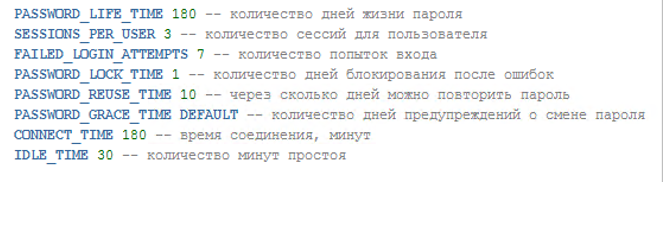 PASSWORD_LIFE_TIME 180 -- количество дней жизни пароля
SESSIONS_PER_USER 3 -- количество сессий для пользователя
FAILED_LOGIN_ATTEMPTS 7 -- количество попыток входа
PASSWORD_LOCK_TIME 1 -- количество дней блокирования после ошибок
PASSWORD_REUSE_TIME 10 -- через сколько дней можно повторить пароль
PASSWORD_GRACE_TIME DEFAULT -- количество дней предупреждений о смене пароля
CONNECT_TIME 180 -- время соединения, минут
IDLE_TIME 30 -- количество минут простоя